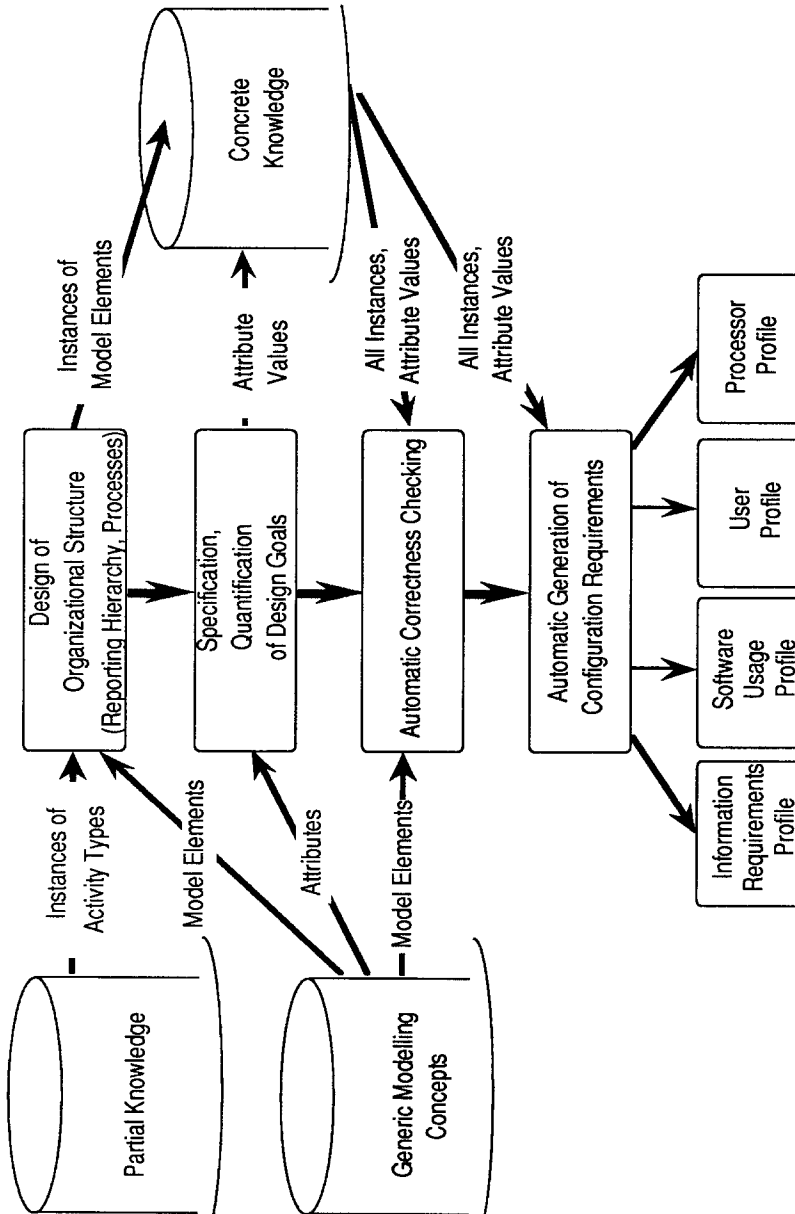 Partial Knowledge
Generic Modelling
Concepts
Instances of
Activity Types
Model Elements
Attributes
Model Elements
Design of
Organizational Structure
(Reporting Hierarchy, Processes)
Specification,
Quantification
of Design Goals
Automatic Correctness Checking
Automatic Generation of
Configuration Requirements
Instances of
Model Elements
Attribute
Values
All Instances,
Attribute Values
All Instances,
Attribute Values
Concrete
Knowledge
Information
Requirements
Profile
Software
Usage
Profile
User
Profile
Processor
Profile